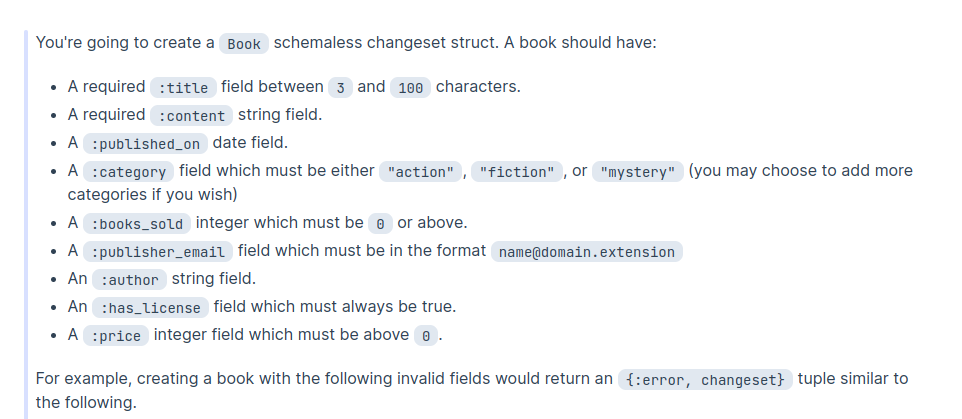 You're going to create a Book schemaless changeset struct. A book should have:
• A required :title field between 3 and 100 characters.
• A required :content string field.
• A :published_on date field.
• A :category field which must be either "action", "fiction", or "mystery" (you may choose to add more
categories if you wish)
• A :books_sold integer which must be 0 or above.
• A :publisher_email field which must be in the format name@domain.extension
• An :author string field.
• An :has_license field which must always be true.
• A :price integer field which must be above 0.
For example, creating a book with the following invalid fields would return an {:error, changeset} tuple similar to
the following.